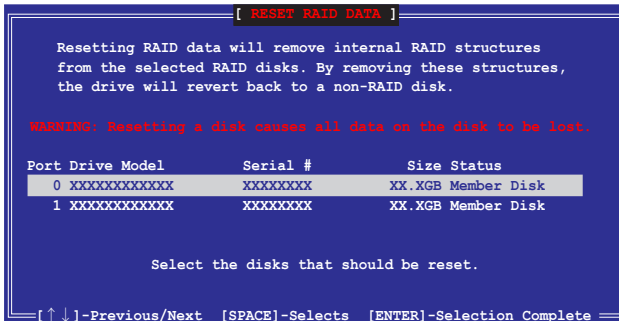 [ RESET RAID DATA ]
Resetting RAID data will remove internal RAID structures
from the selected RAID disks. By removing these structures,
the drive will revert back to a non-RAID disk.
WARNING: Resetting a disk causes all data on the disk to be lost.
Port Drive Model Serial # Size Status
0 XXXXXXXXXXXX XXXXXXXX XX.XGB Member Disk
1 XXXXXXXXXXXX XXXXXXXX XX.XGB Member Disk
Select the disks that should be reset.
[↑↓]-Previous/Next [SPACE]-Selects [ENTER]-Selection Complete